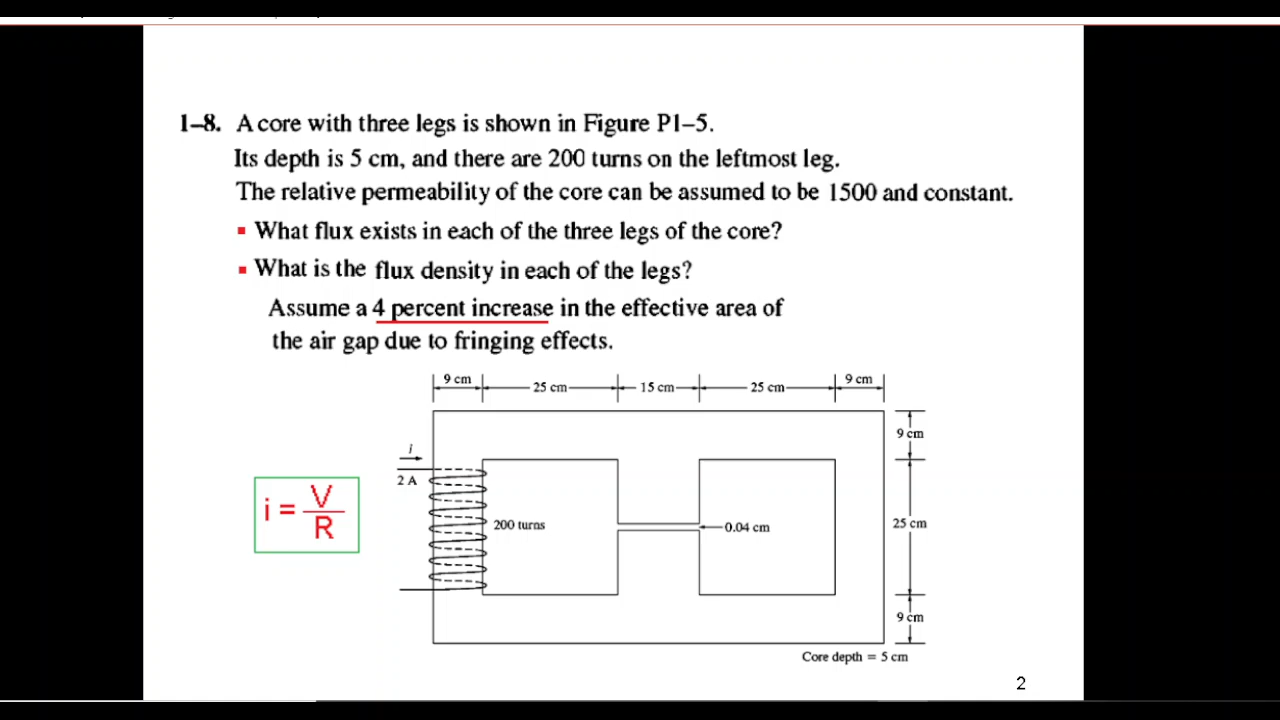 1–8. A core with three legs is shown in Figure P1–5.
Its depth is 5 cm, and there are 200 turns on the leftmost leg.
The relative permeability of the core can be assumed to be 1500 and constant.
▪ What flux exists in each of the three legs of the core?
▪ What is the flux density in each of the legs?
Assume a 4 percent increase in the effective area of
the air gap due to fringing effects.
9 cm
25 cm
15 cm
25 cm
9 cm
9 cm
i
2 A
i = V/R
200 turns
0.04 cm
25 cm
9 cm
Core depth = 5 cm
2